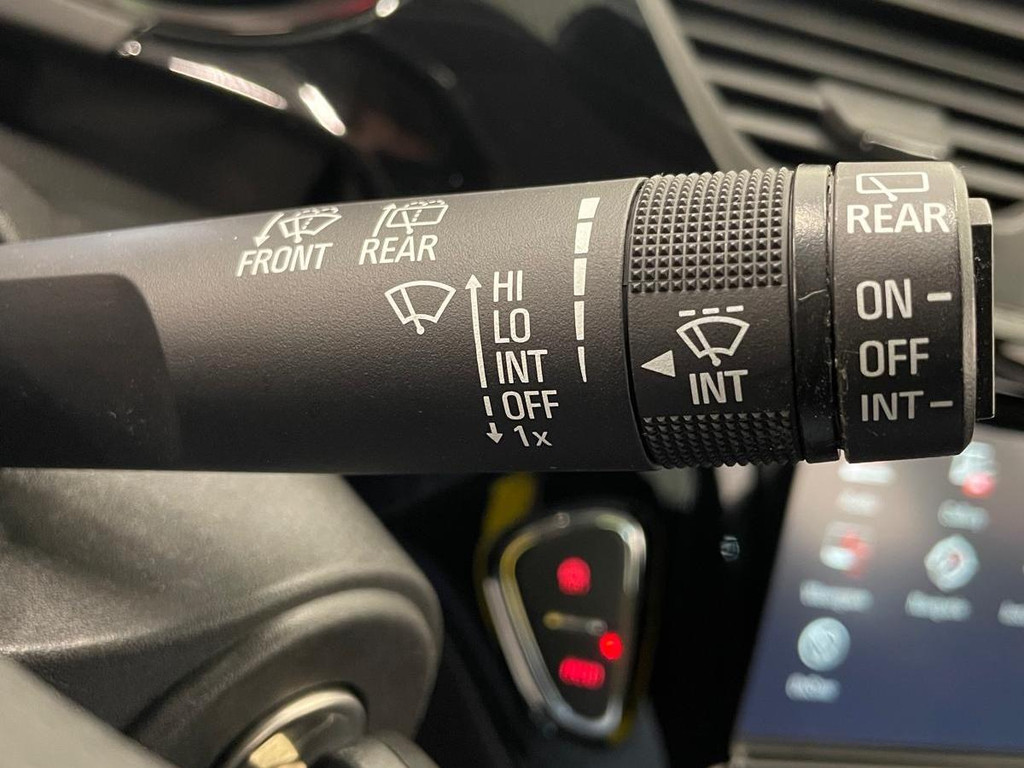 FRONT
REAR
HI
LO
INT
OFF
1x
INT
REAR
ON
OFF
INT